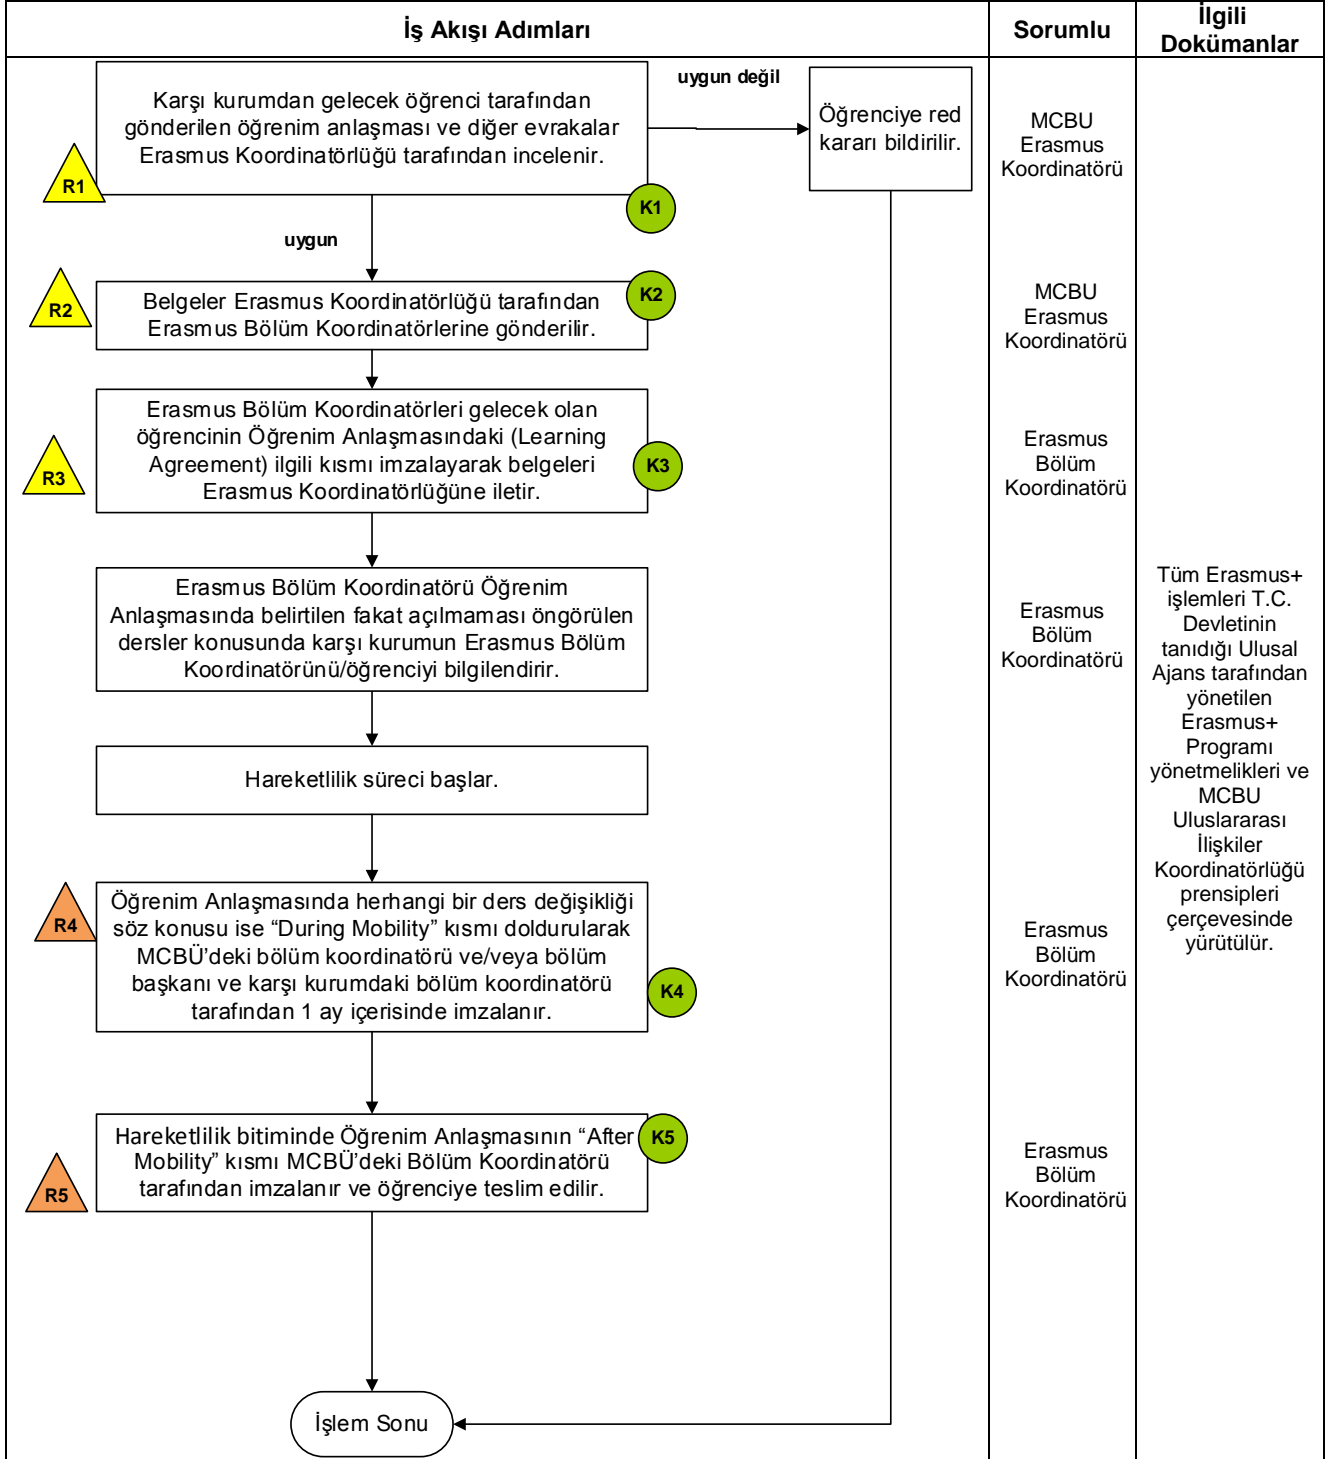 İş Akışı Adımları
Sorumlu
İlgili
Dokümanlar
Karşı kurumdan gelecek öğrenci tarafından
gönderilen öğrenim anlaşması ve diğer evrakalar
Erasmus Koordinatörlüğü tarafından incelenir.
R1
K1
uygun değil
Öğrenciye red
kararı bildirilir.
MCBU
Erasmus
Koordinatörü
uygun
Belgeler Erasmus Koordinatörlüğü tarafından
Erasmus Bölüm Koordinatörlerine gönderilir.
R2
K2
MCBU
Erasmus
Koordinatörü
Erasmus Bölüm Koordinatörleri gelecek olan
öğrencinin Öğrenim Anlaşmasındaki (Learning
Agreement) ilgili kısmı imzalayarak belgeleri
Erasmus Koordinatörlüğüne iletir.
R3
K3
Erasmus
Bölüm
Koordinatörü
Erasmus Bölüm Koordinatörü Öğrenim
Anlaşmasında belirtilen fakat açılmaması öngörülen
dersler konusunda karşı kurumun Erasmus Bölüm
Koordinatörünü/öğrenciyi bilgilendirir.
Erasmus
Bölüm
Koordinatörü
Hareketlilik süreci başlar.
Öğrenim Anlaşmasında herhangi bir ders değişikliği
söz konusu ise “During Mobility” kısmı doldurularak
MCBÜ’deki bölüm koordinatörü ve/veya bölüm
başkanı ve karşı kurumdaki bölüm koordinatörü
tarafından 1 ay içerisinde imzalanır.
R4
K4
Erasmus
Bölüm
Koordinatörü
Hareketlilik bitiminde Öğrenim Anlaşmasının “After
Mobility” kısmı MCBÜ’deki Bölüm Koordinatörü
tarafından imzalanır ve öğrenciye teslim edilir.
R5
K5
Erasmus
Bölüm
Koordinatörü
İşlem Sonu
Tüm Erasmus+
işlemleri T.C.
Devletinin
tanıdığı Ulusal
Ajans tarafından
yönetilen
Erasmus+
Programı
yönetmelikleri ve
MCBU
Uluslararası
İlişkiler
Koordinatörlüğü
prensipleri
çerçevesinde
yürütülür.